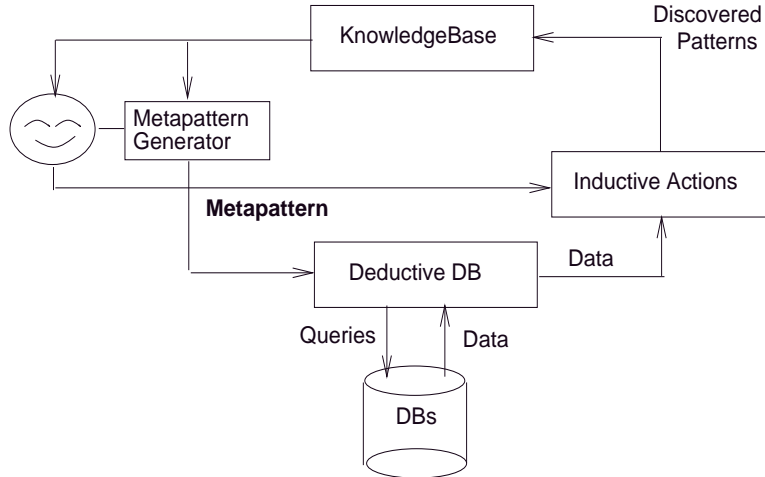 Discovered
Patterns
KnowledgeBase
Metapattern
Generator
Inductive Actions
Metapattern
Deductive DB
Data
Queries
Data
DBs